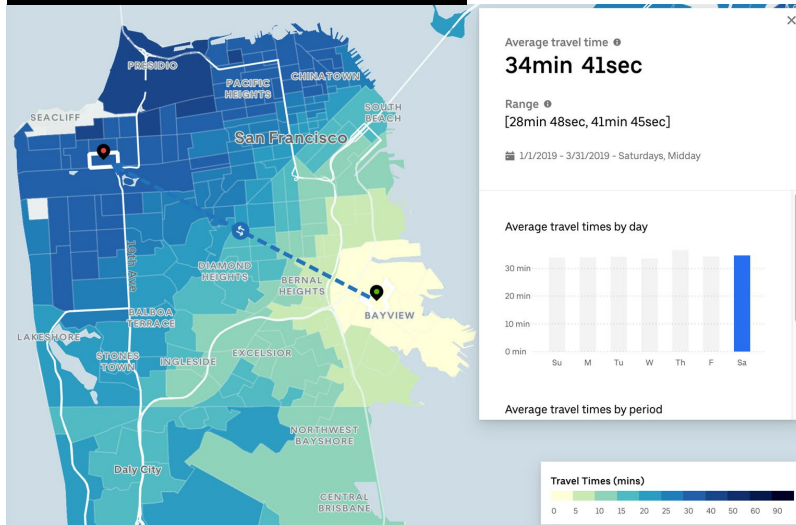 PRESIDIO
PACIFIC
HEIGHTS
CHINATOWN
SEACLIFF
SOUTH
BEACH
San Francisco
19th Ave
DIAMOND
HEIGHTS
BERNAL
HEIGHTS
BAYVIEW
BALBOA
TERRACE
LAKESHORE
STONES
TOWN
INGLESIDE
EXCELSIOR
NORTHWEST
BAYSHORE
Daly City
CENTRAL
BRISBANE
Average travel time
34min 41sec
Range
[28min 48sec, 41min 45sec]
1/1/2019 - 3/31/2019 - Saturdays, Midday
Average travel times by day
30 min
20 min
10 min
0 min
Su M Tu W Th F Sa
Average travel times by period
Travel Times (mins)
0 5 10 15 20 25 30 40 50 60 90